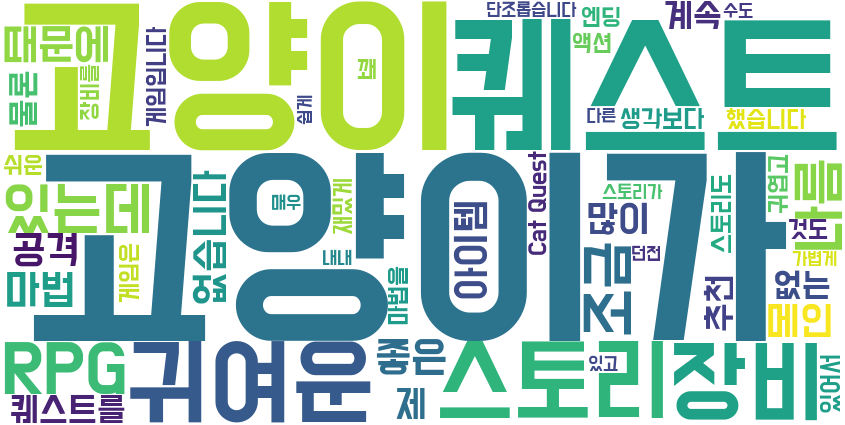 단조롭습니다
엔딩
계속
수도
액션
때문에
고양이
퀘스트
게임입니다
꽤
물론
장비를
쉽게
다른
생각보다
했습니다
쉬운
고양이가
있는데
없습니다
매우
재밌게
Cat Quest
아이템
많이
스토리가
스토리도
귀엽고
나름
공격
게임은
내내
던전
것도
가볍게
마법
마법을
조금
추천
없는
메인
RPG
귀여운
좋은
스토리
있고
장비
있어서
퀘스트를
제